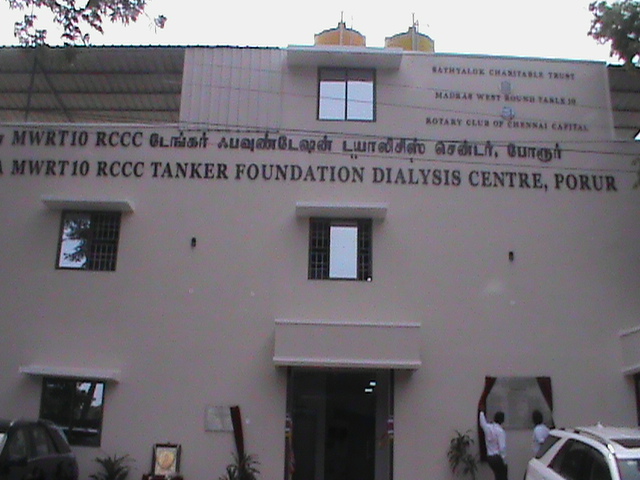 SATHYALOK CHARITABLE TRUST
MADRAS WEST ROUND TABLE 10
ROTARY CLUB OF CHENNAI CAPITAL
MWRT10 RCCC டேங்கர் ஃபவுண்டேஷன் டயாலிசிஸ் சென்டர், போரூர்
A MWRT10 RCCC TANKER FOUNDATION DIALYSIS CENTRE, PORUR